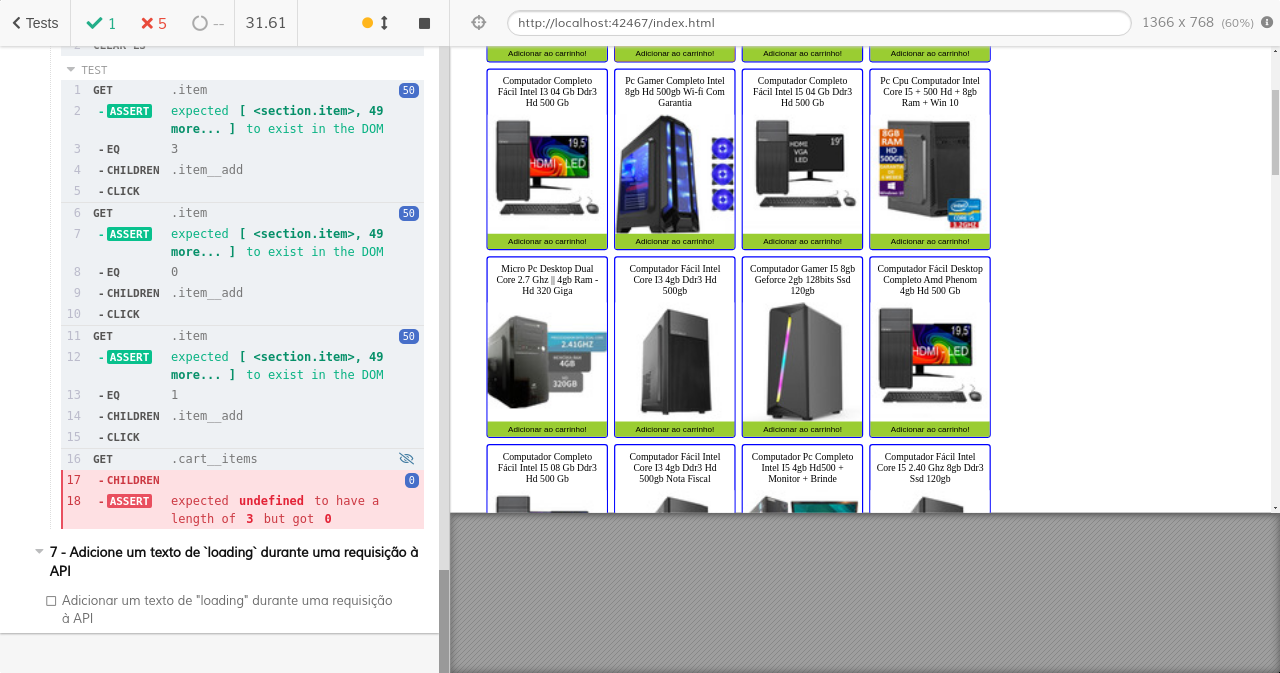 Tests
1
5
--
31.61
http://localhost:42467/index.html
1366 x 768 (60%)
2 CLEAR LS
TEST
1 GET .item 50
2 -ASSERT expected [ <section.item>, 49
more... ] to exist in the DOM
3 -EQ 3
4 -CHILDREN .item__add
5 -CLICK
6 GET .item 50
7 -ASSERT expected [ <section.item>, 49
more... ] to exist in the DOM
8 -EQ 0
9 -CHILDREN .item__add
10 -CLICK
11 GET .item 50
12 -ASSERT expected [ <section.item>, 49
more... ] to exist in the DOM
13 -EQ 1
14 -CHILDREN .item__add
15 -CLICK
16 GET .cart__items
17 -CHILDREN 0
18 -ASSERT expected undefined to have a
length of 3 but got 0
7 - Adicione um texto de `loading` durante uma requisição à
API
Adicionar um texto de "loading" durante uma requisição
à API
Adicionar ao carrinho!
Adicionar ao carrinho!
Adicionar ao carrinho!
Adicionar ao carrinho!
Computador Completo
Fácil Intel I3 04 Gb Ddr3
Hd 500 Gb
19,5'
HDMI - LED
Adicionar ao carrinho!
Pc Gamer Completo Intel
8gb Hd 500gb Wi-fi Com
Garantia
Adicionar ao carrinho!
Computador Completo
Fácil Intel I5 04 Gb Ddr3
Hd 500 Gb
19'
HDMI
VGA
LED
Adicionar ao carrinho!
Pc Cpu Computador Intel
Core I5 + 500 Hd + 8gb
Ram + Win 10
8GB
RAM
HD
500GB
CORE I5
3.2GHZ
Adicionar ao carrinho!
Micro Pc Desktop Dual
Core 2.7 Ghz || 4gb Ram -
Hd 320 Giga
2.41GHZ
4GB
320GB
Adicionar ao carrinho!
Computador Fácil Intel
Core I3 4gb Ddr3 Hd
500gb
Adicionar ao carrinho!
Computador Gamer I5 8gb
Geforce 2gb 128bits Ssd
120gb
Adicionar ao carrinho!
Computador Fácil Desktop
Completo Amd Phenom
4gb Hd 500 Gb
19,5'
HDMI - LED
Adicionar ao carrinho!
Computador Completo
Fácil Intel I5 08 Gb Ddr3
Hd 500 Gb
Computador Fácil Intel
Core I3 4gb Ddr3 Hd
500gb Nota Fiscal
Computador Pc Completo
Intel I5 4gb Hd500 +
Monitor + Brinde
Computador Fácil Intel
Core I5 2.40 Ghz 8gb Ddr3
Ssd 120gb